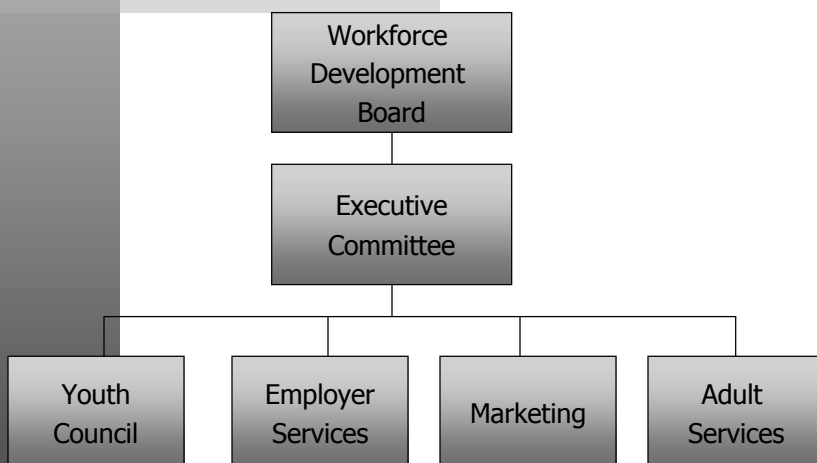 Workforce
Development
Board
Executive
Committee
Youth
Council
Employer
Services
Marketing
Adult
Services